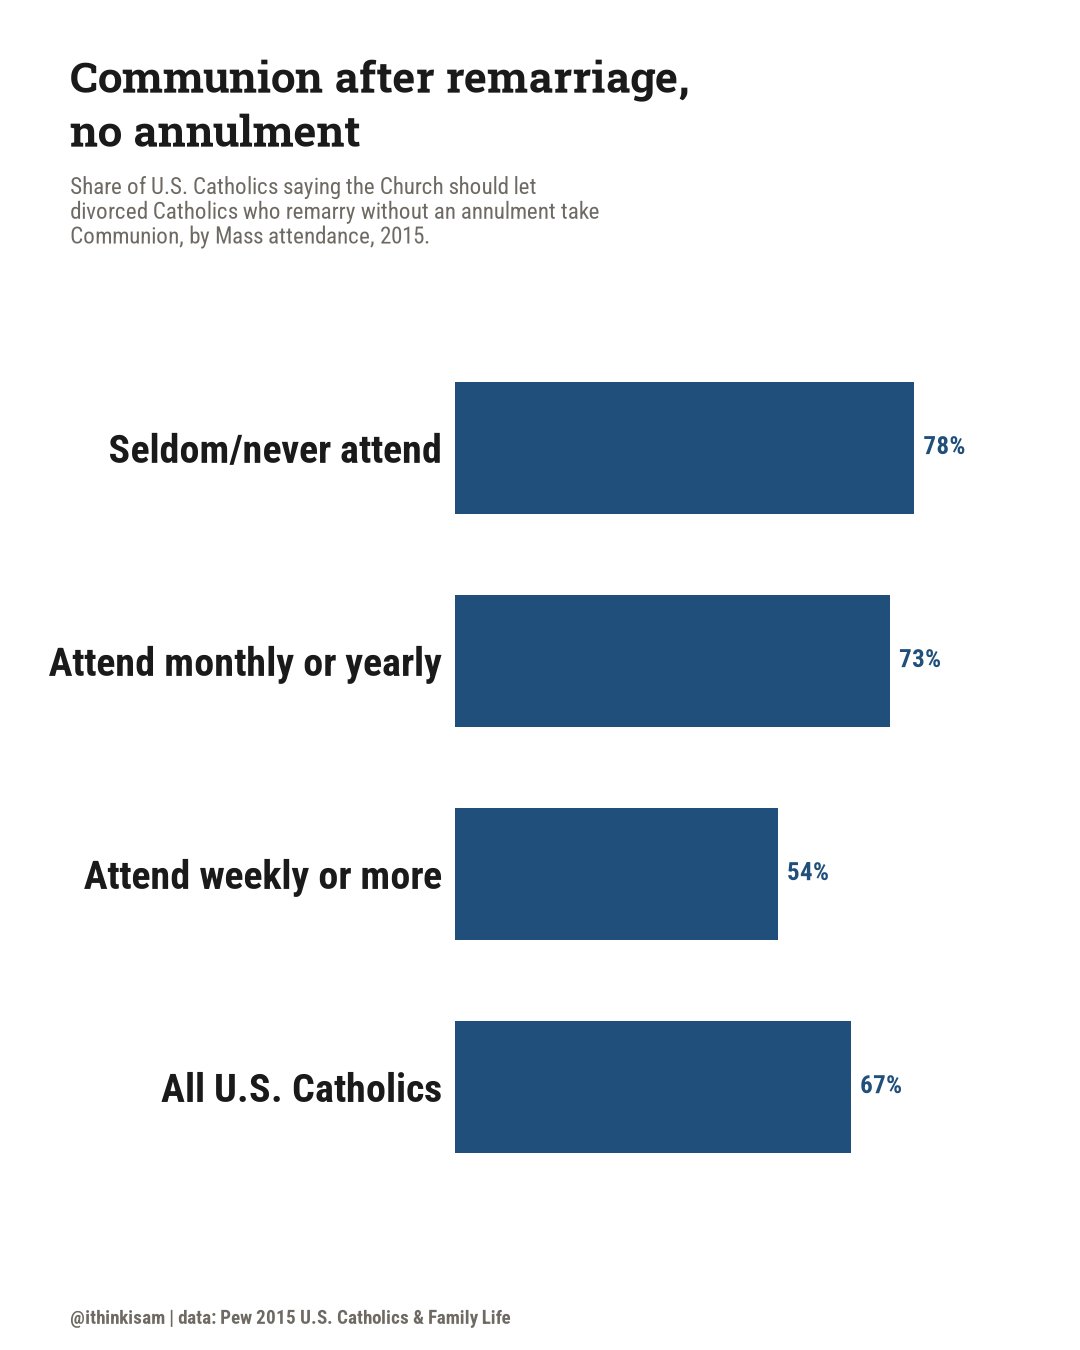 Communion after remarriage,
no annulment
Share of U.S. Catholics saying the Church should let
divorced Catholics who remarry without an annulment take
Communion, by Mass attendance, 2015.
Seldom/never attend
78%
Attend monthly or yearly
73%
Attend weekly or more
54%
All U.S. Catholics
67%
@ithinkisam | data: Pew 2015 U.S. Catholics & Family Life